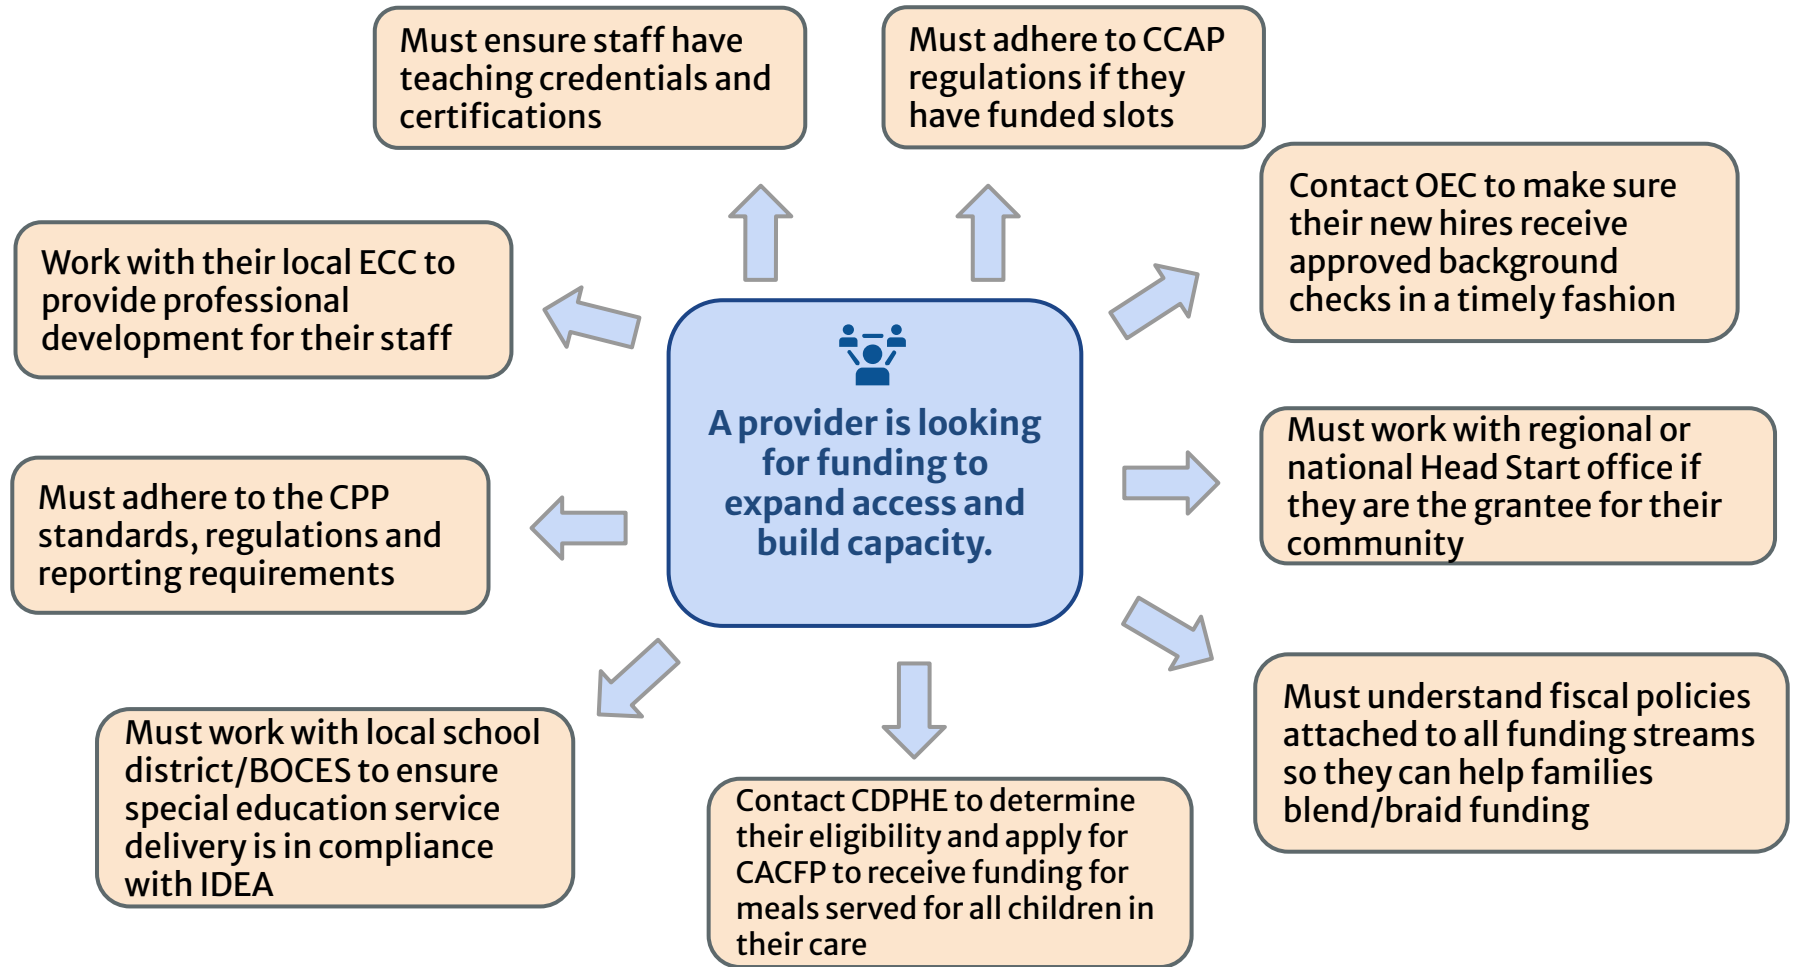 Must ensure staff have
teaching credentials and
certifications
Must adhere to CCAP
regulations if they
have funded slots
Contact OEC to make sure
their new hires receive
approved background
checks in a timely fashion
Work with their local ECC to
provide professional
development for their staff
A provider is looking
for funding to
expand access and
build capacity.
Must work with regional or
national Head Start office if
they are the grantee for their
community
Must adhere to the CPP
standards, regulations and
reporting requirements
Must understand fiscal policies
attached to all funding streams
so they can help families
blend/braid funding
Must work with local school
district/BOCES to ensure
special education service
delivery is in compliance
with IDEA
Contact CDPHE to determine
their eligibility and apply for
CACFP to receive funding for
meals served for all children in
their care